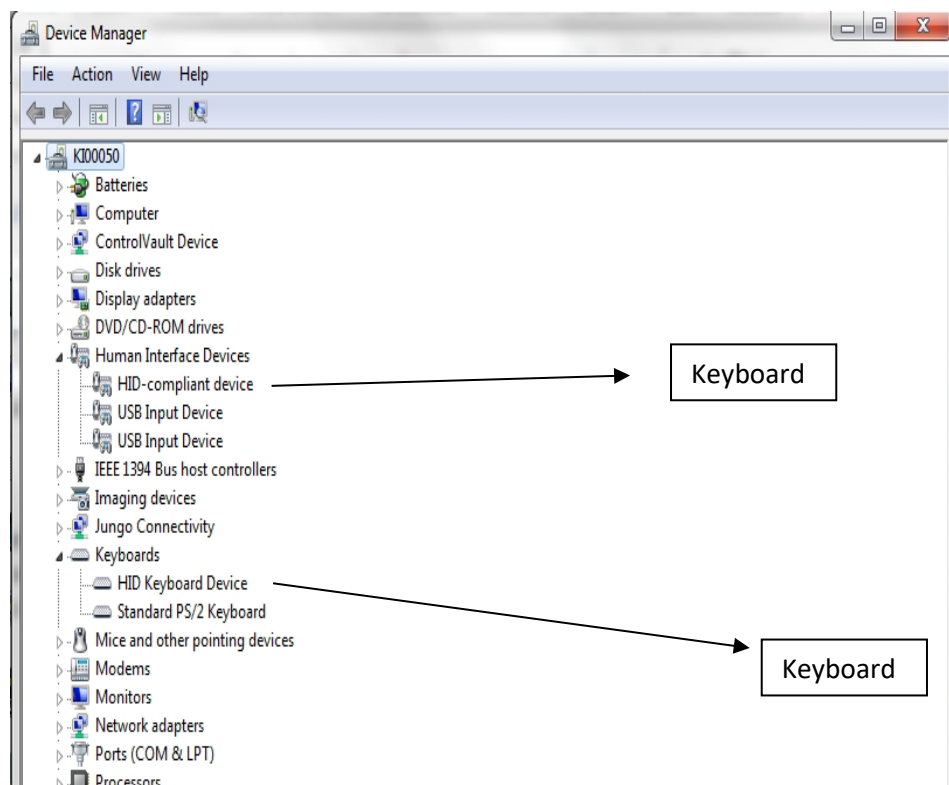 Device Manager
X
File Action View Help
?
KI00050
Batteries
Computer
ControlVault Device
Disk drives
Display adapters
DVD/CD-ROM drives
Human Interface Devices
HID-compliant device
Keyboard
USB Input Device
USB Input Device
IEEE 1394 Bus host controllers
Imaging devices
Jungo Connectivity
Keyboards
HID Keyboard Device
Standard PS/2 Keyboard
Mice and other pointing devices
Keyboard
Modems
Monitors
Network adapters
Ports (COM & LPT)
Processors